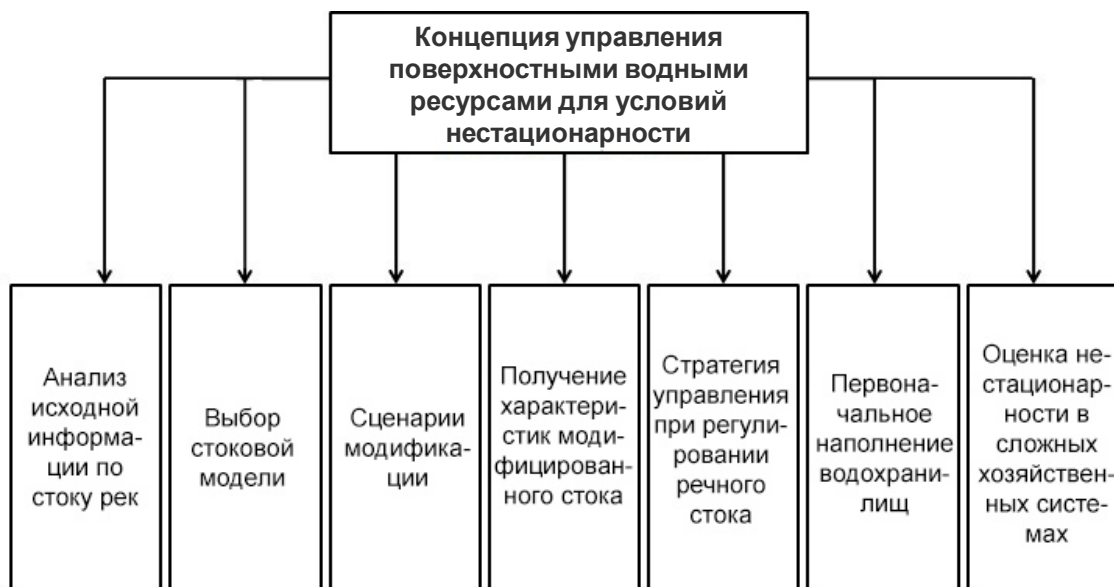 Концепция управления
поверхностными водными
ресурсами для условий
нестационарности
Анализ
исходной
информа-
ции по
стоку рек
Выбор
стоковой
модели
Сценарии
модифика-
ции
Получение
характери-
стик моди-
фицирован-
ного стока
Стратегия
управления
при регули-
ровании
речного
стока
Первона-
чальное
наполнение
водохрани-
лищ
Оценка не-
стационар-
ности в
сложных
хозяйствен-
ных систе-
мах